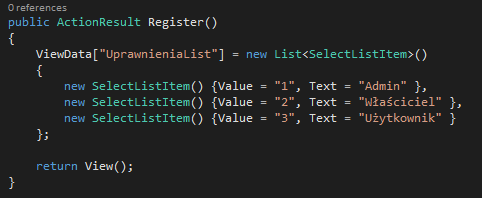 0 references
public ActionResult Register()
{
ViewData["UprawnieniaList"] = new List<SelectListItem>()
{
new SelectListItem() {Value = "1", Text = "Admin" },
new SelectListItem() {Value = "2", Text = "Właściciel" },
new SelectListItem() {Value = "3", Text = "Użytkownik" }
};
return View();
}